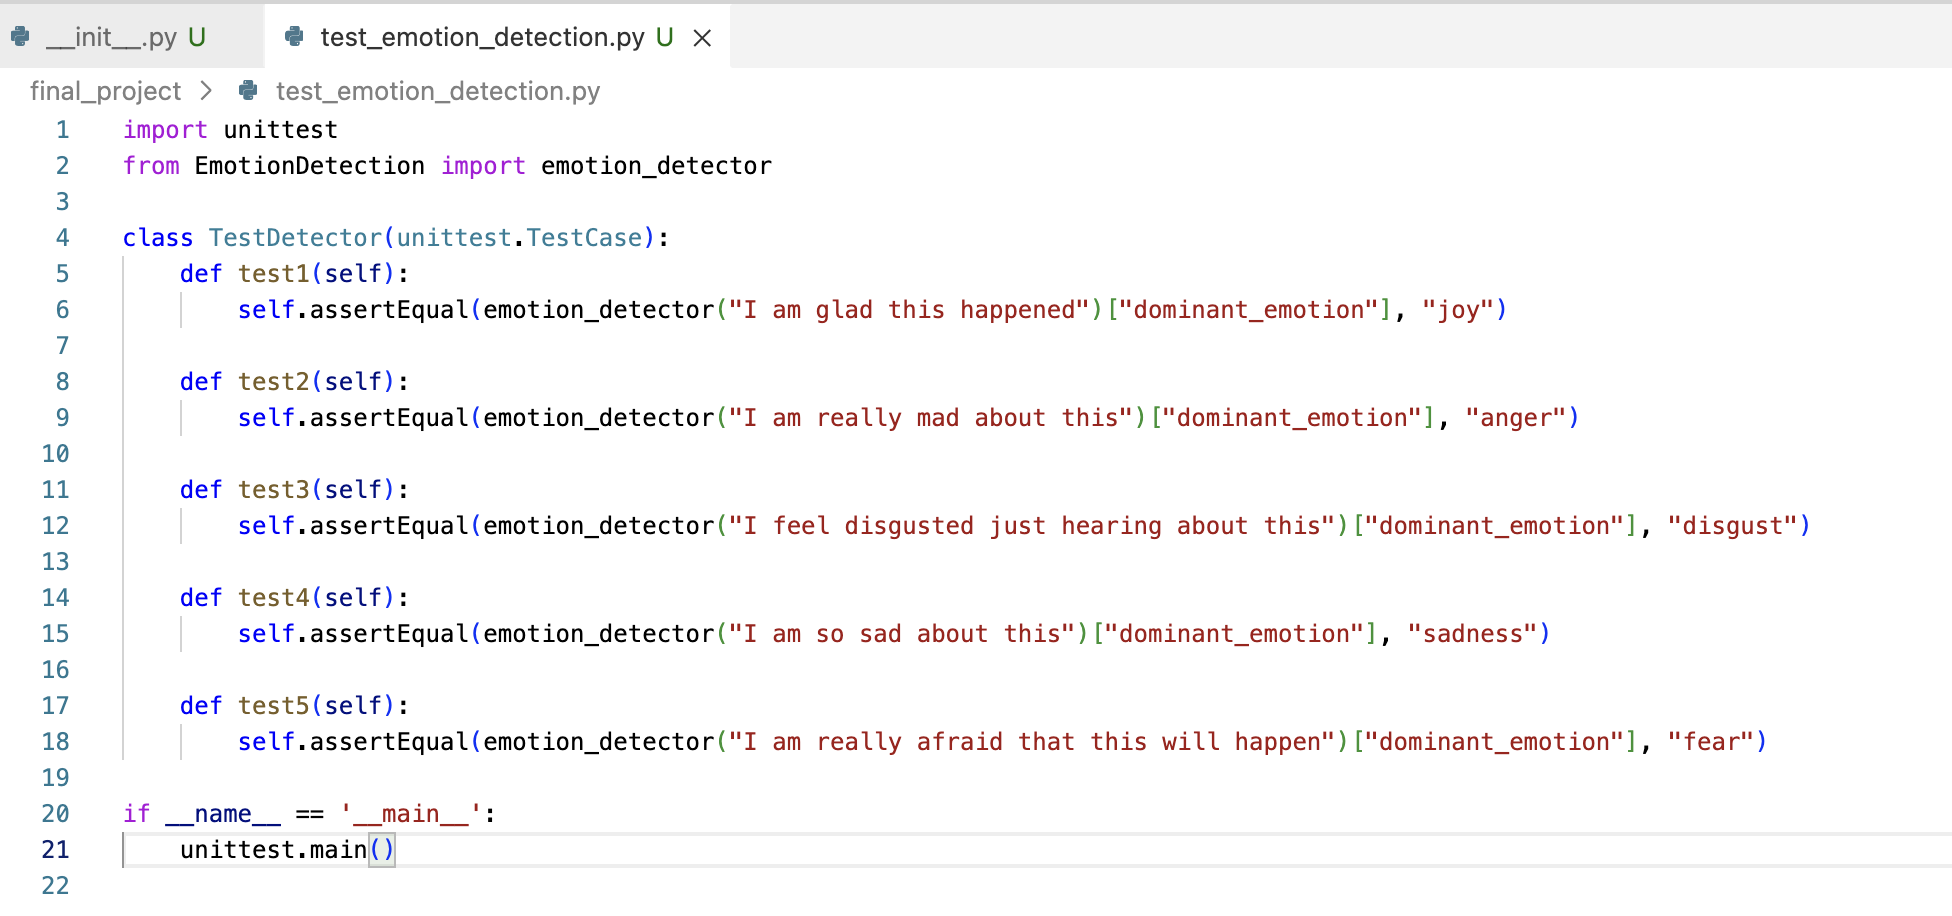 __init__.py U test_emotion_detection.py U
final_project > test_emotion_detection.py
1 import unittest
2 from EmotionDetection import emotion_detector
3
4 class TestDetector(unittest.TestCase):
5     def test1(self):
6         self.assertEqual(emotion_detector("I am glad this happened")["dominant_emotion"], "joy")
7
8     def test2(self):
9         self.assertEqual(emotion_detector("I am really mad about this")["dominant_emotion"], "anger")
10
11     def test3(self):
12         self.assertEqual(emotion_detector("I feel disgusted just hearing about this")["dominant_emotion"], "disgust")
13
14     def test4(self):
15         self.assertEqual(emotion_detector("I am so sad about this")["dominant_emotion"], "sadness")
16
17     def test5(self):
18         self.assertEqual(emotion_detector("I am really afraid that this will happen")["dominant_emotion"], "fear")
19
20 if __name__ == '__main__':
21     unittest.main()
22